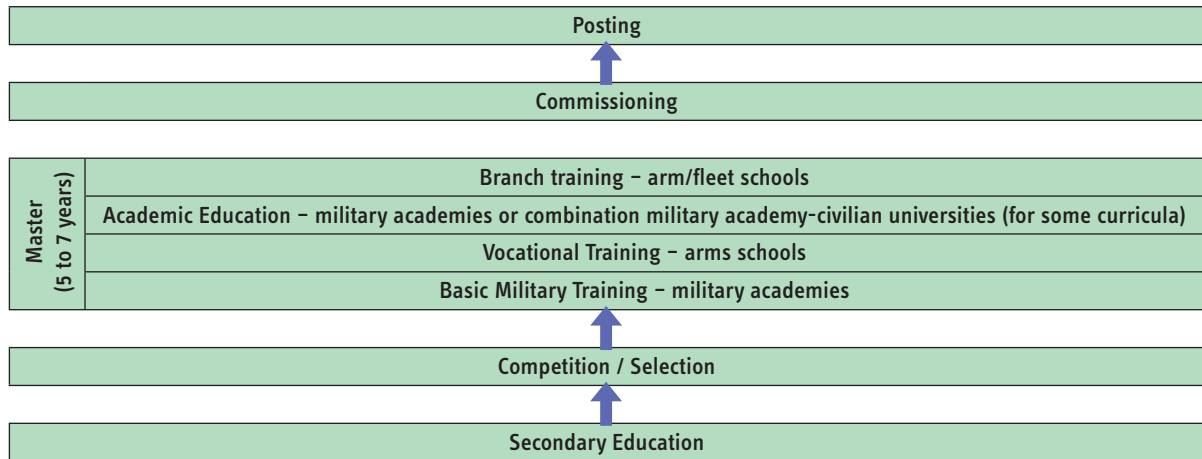 Posting
Commissioning
Master
(5 to 7 years)
Branch training – arm/fleet schools
Academic Education – military academies or combination military academy-civilian universities (for some curricula)
Vocational Training – arms schools
Basic Military Training – military academies
Competition / Selection
Secondary Education